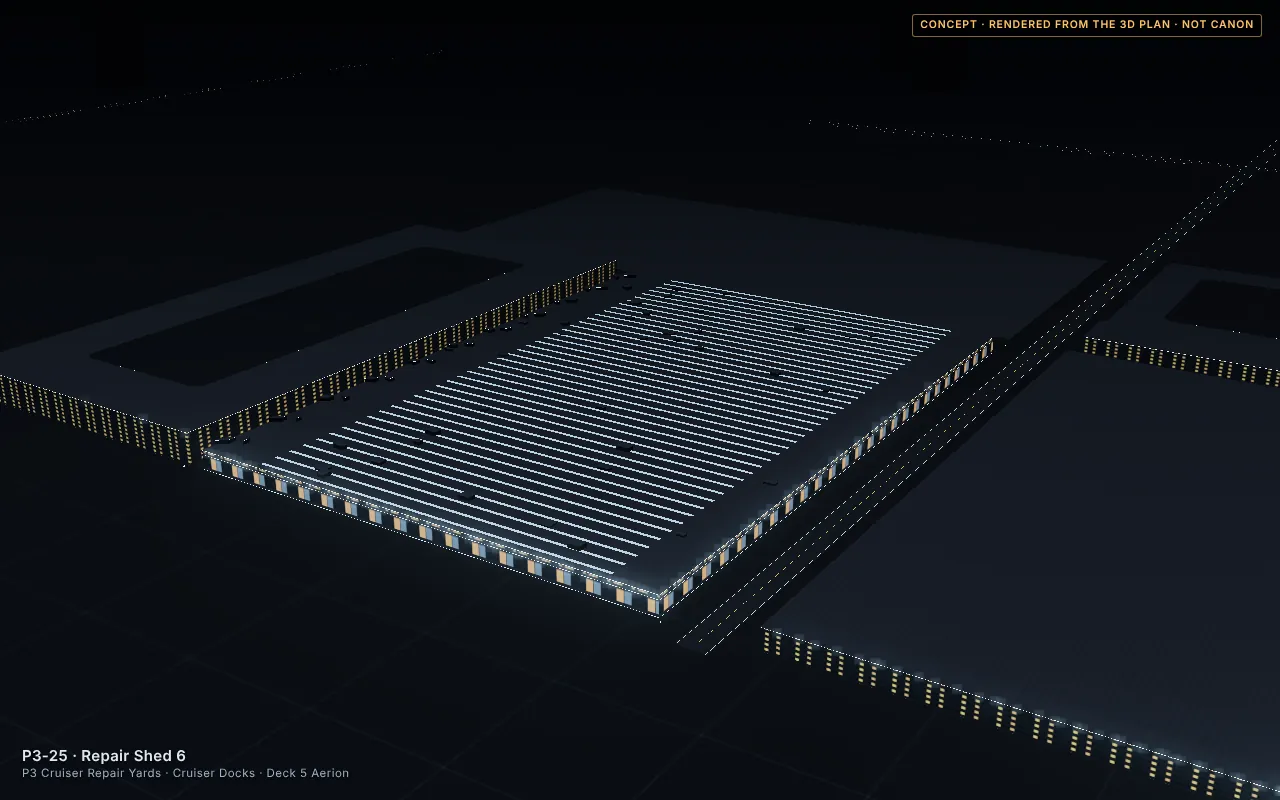 CONCEPT · RENDERED FROM THE 3D PLAN · NOT CANON
P3-25 · Repair Shed 6
P3 Cruiser Repair Yards · Cruiser Docks · Deck 5 Aerion